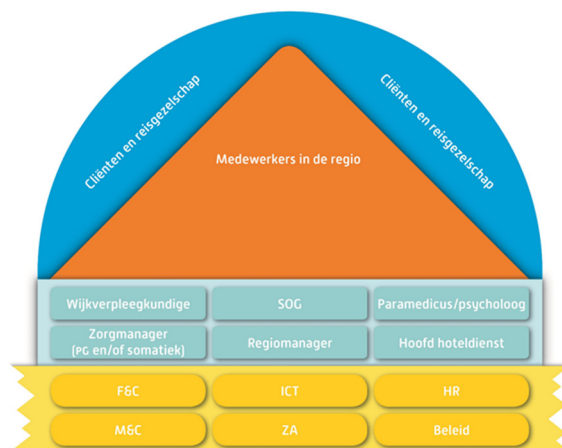 Cliënten en reisgezelschap
Cliënten en reisgezelschap
Medewerkers in de regio
Wijkverpleegkundige
SOG
Paramedicus/psycholoog
Zorgmanager
(PG en/of somatiek)
Regiomanager
Hoofd hoteldienst
F&C
ICT
HR
M&C
ZA
Beleid